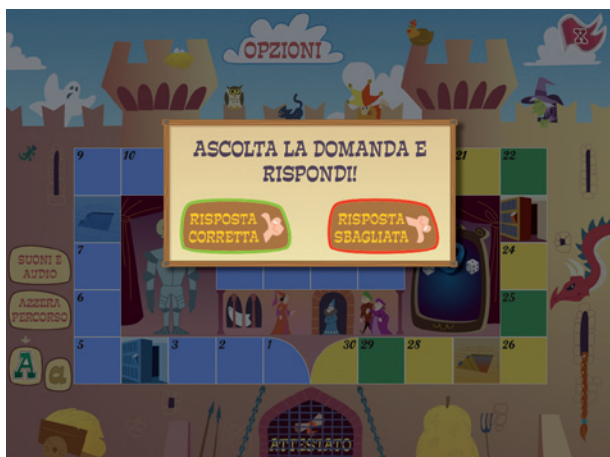 OPZIONI
X
ASCOLTA LA DOMANDA E
RISPONDI!
RISPOSTA
CORRETTA
RISPOSTA
SBAGLIATA
9
10
21
22
7
24
6
25
5
3
2
1
30
29
28
26
SUONI E
AUDIO
AZZERA
PERCORSO
A
a
ATTESTATO